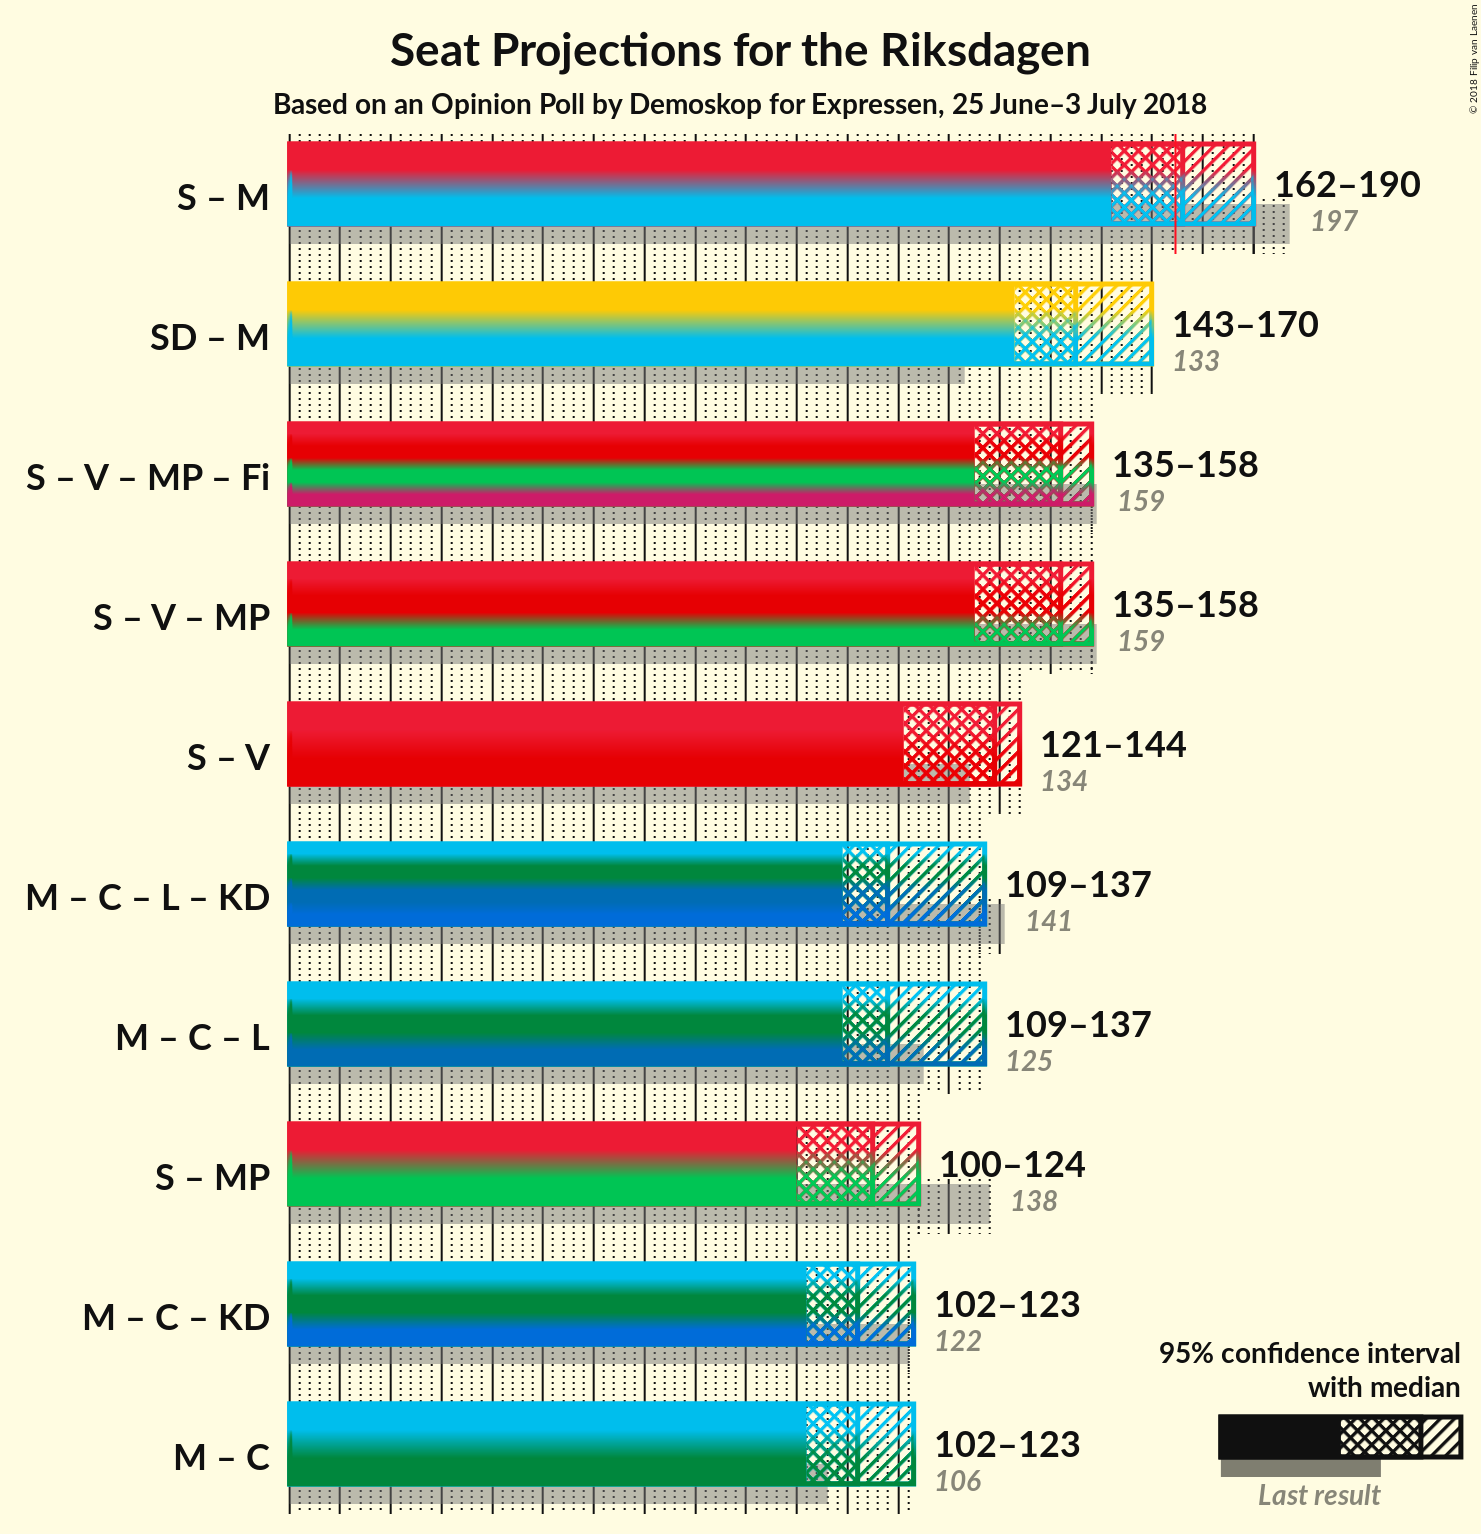 Seat Projections for the Riksdagen
Based on an Opinion Poll by Demoskop for Expressen, 25 June–3 July 2018
© 2018 Filip van Laenen
S – M
162–190
197
SD – M
143–170
133
S – V – MP – Fi
135–158
159
S – V – MP
135–158
159
S – V
121–144
134
M – C – L – KD
109–137
141
M – C – L
109–137
125
S – MP
100–124
138
M – C – KD
102–123
122
M – C
102–123
106
95% confidence interval
with median
Last result